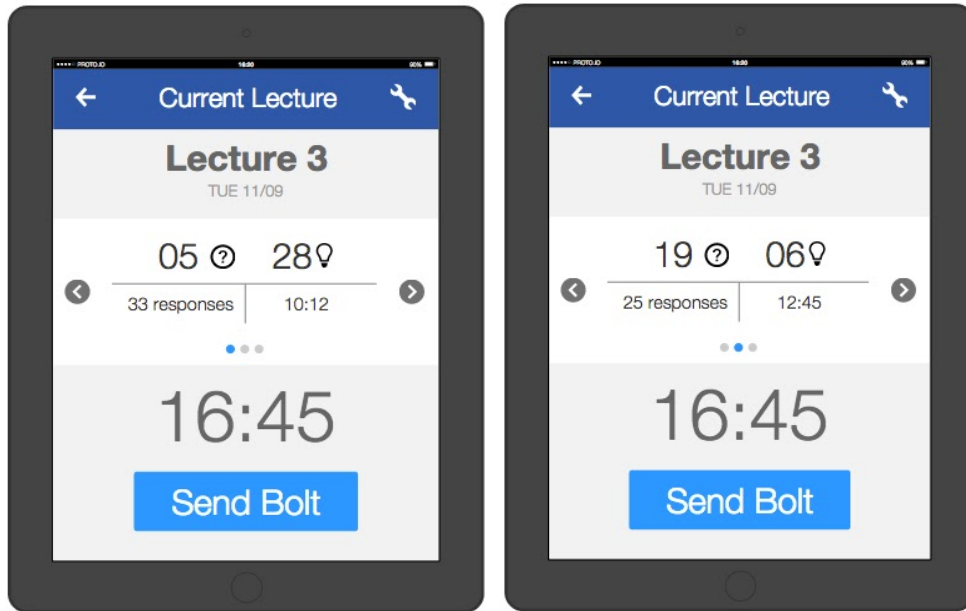 PROTO.IO 16:00 90%
Current Lecture
Lecture 3
TUE 11/09
05 ? 28
33 responses 10:12
16:45
Send Bolt
PROTO.IO 16:00 90%
Current Lecture
Lecture 3
TUE 11/09
19 ? 06
25 responses 12:45
16:45
Send Bolt